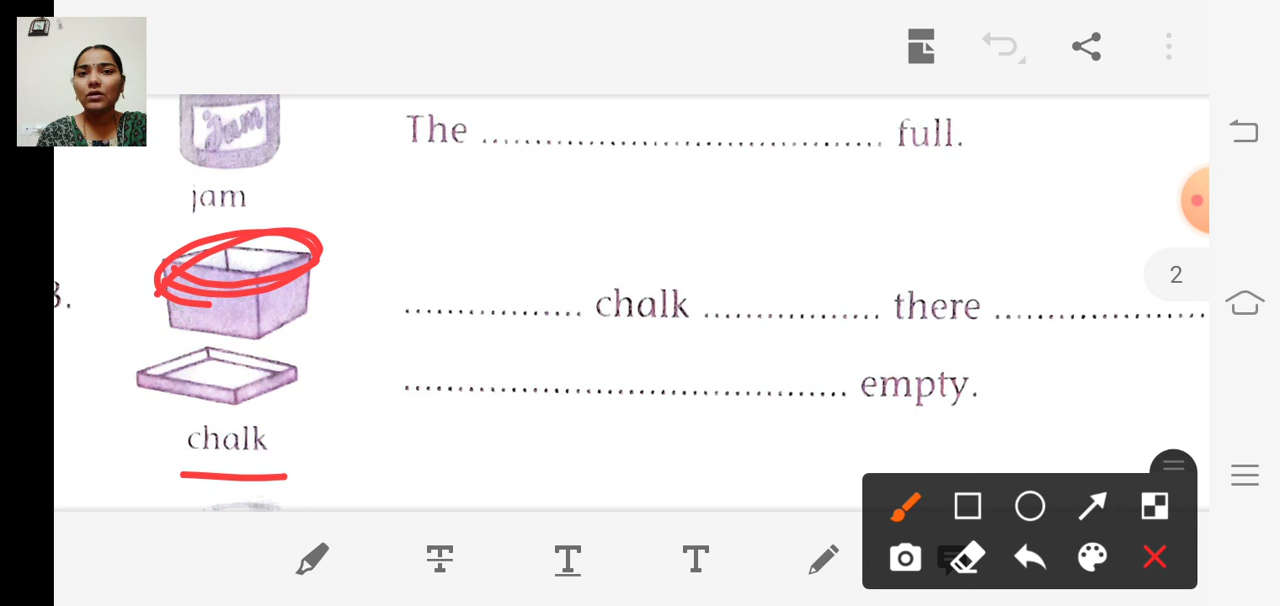 Jam
The ........................................ full.
jam
3.
................ chalk ................ there ....................
........................................ empty.
chalk
2